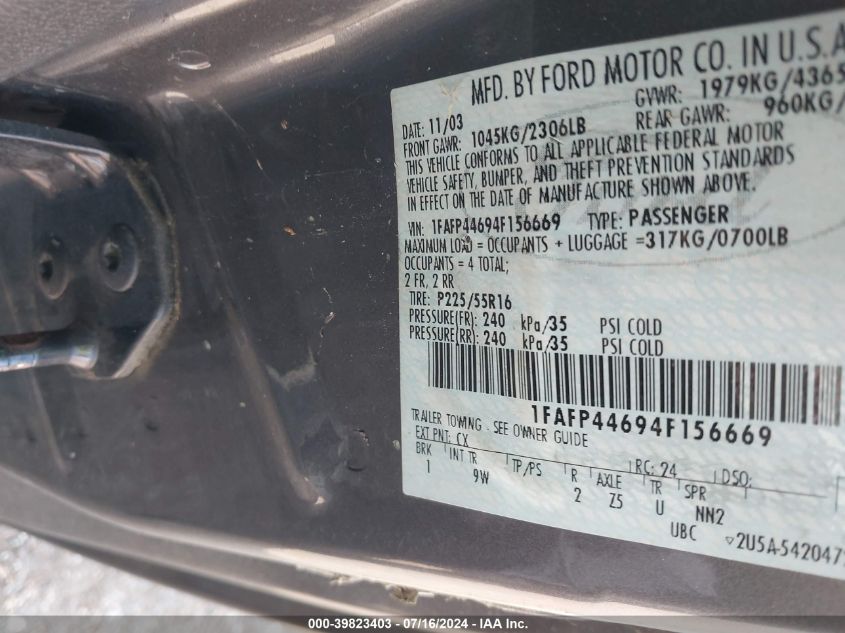 MFD. BY FORD MOTOR CO. IN U.S.A
DATE: 11/03 GVWR: 1979KG/4365
FRONT GAWR: 1045KG/2306LB REAR GAWR: 960KG/
THIS VEHICLE CONFORMS TO ALL APPLICABLE FEDERAL MOTOR
VEHICLE SAFETY, BUMPER, AND THEFT PREVENTION STANDARDS
IN EFFECT ON THE DATE OF MANUFACTURE SHOWN ABOVE.
VIN: 1FAFP44694F156669 TYPE: PASSENGER
MAXIMUM LOAD = OCCUPANTS + LUGGAGE =317KG/0700LB
OCCUPANTS = 4 TOTAL;
2 FR, 2 RR
TIRE: P225/55R16
PRESSURE(FR): 240 kPa/35 PSI COLD
PRESSURE(RR): 240 kPa/35 PSI COLD
1FAFP44694F156669
TRAILER TOWING - SEE OWNER GUIDE
EXT PNT: CX RC: 24 DSO:
BRK INT TR TP/PS R AXLE TR SPR
1 9W 2 Z5 U NN2
UBC ▽2U5A-5420472
000-39823403 - 07/16/2024 - IAA Inc.